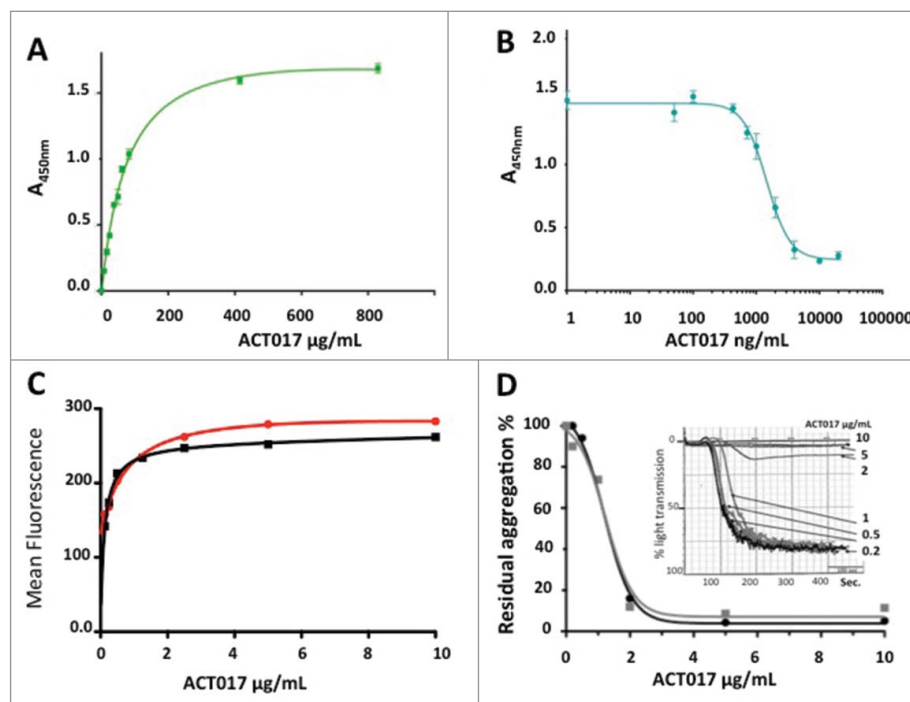 A
1.5
1.0
0.5
0.0
A450nm
0 200 400 600 800
ACT017 µg/mL
B
2.0
1.5
1.0
0.5
0.0
A450nm
1 10 100 1000 10000 100000
ACT017 ng/mL
C
300
200
100
0.0
Mean Fluorescence
0 2 4 6 8 10
ACT017 µg/mL
D
100
80
60
40
20
0
Residual aggregation %
0 2 4 6 8 10
ACT017 µg/mL
ACT017 µg/mL
10
5
2
1
0.5
0.2
0
50
100
% light transmission
100 200 300 400 Sec.